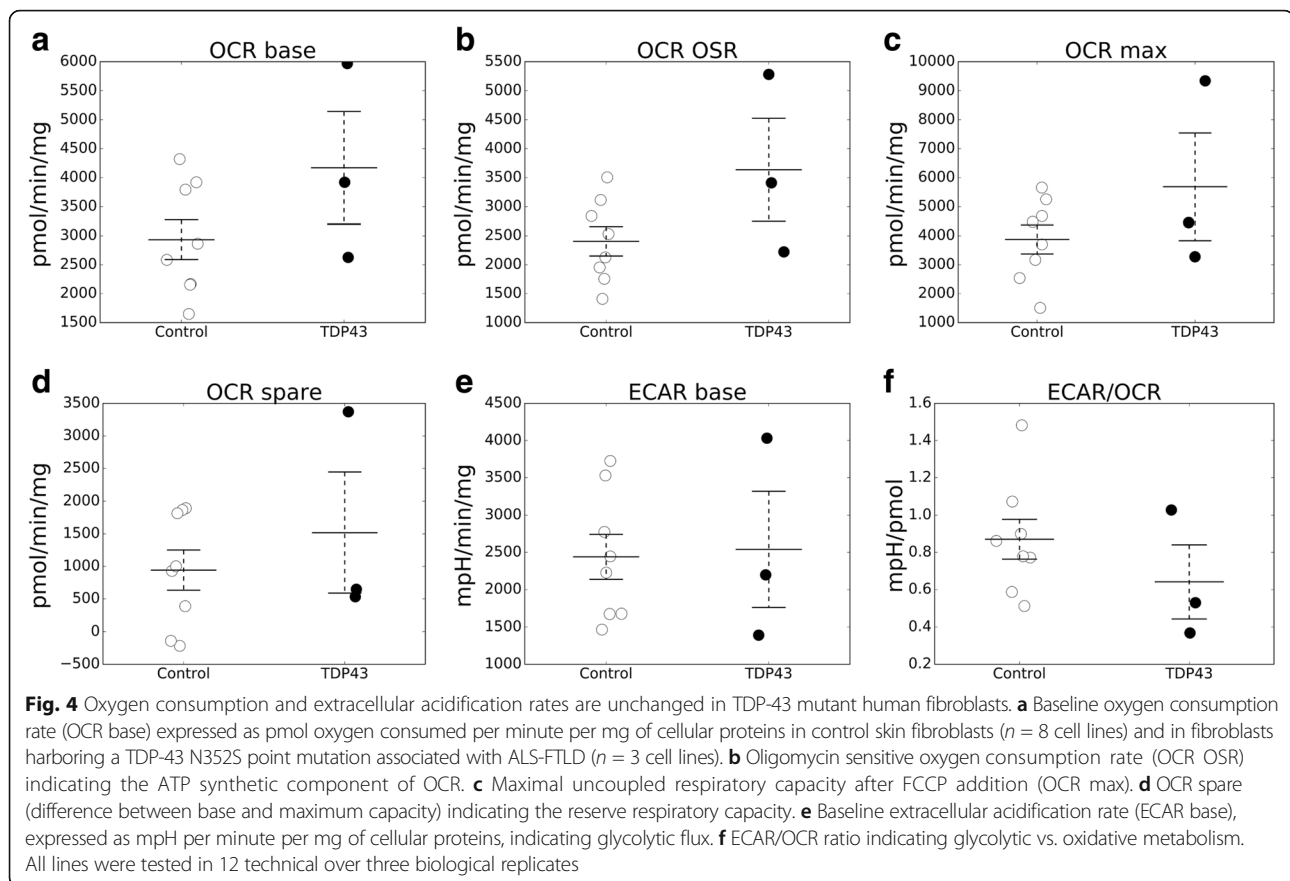 a OCR base
6000
5500
5000
4500
4000
3500
3000
2500
2000
1500
pmol/min/mg
Control TDP43
b OCR OSR
5500
5000
4500
4000
3500
3000
2500
2000
1500
1000
pmol/min/mg
Control TDP43
c OCR max
10000
9000
8000
7000
6000
5000
4000
3000
2000
1000
pmol/min/mg
Control TDP43
d OCR spare
3500
3000
2500
2000
1500
1000
500
0
−500
pmol/min/mg
Control TDP43
e ECAR base
4500
4000
3500
3000
2500
2000
1500
1000
mpH/min/mg
Control TDP43
f ECAR/OCR
1.6
1.4
1.2
1.0
0.8
0.6
0.4
0.2
mpH/pmol
Control TDP43
Fig. 4 Oxygen consumption and extracellular acidification rates are unchanged in TDP-43 mutant human fibroblasts. a Baseline oxygen consumption
rate (OCR base) expressed as pmol oxygen consumed per minute per mg of cellular proteins in control skin fibroblasts (n = 8 cell lines) and in fibroblasts
harboring a TDP-43 N352S point mutation associated with ALS-FTLD (n = 3 cell lines). b Oligomycin sensitive oxygen consumption rate (OCR OSR)
indicating the ATP synthetic component of OCR. c Maximal uncoupled respiratory capacity after FCCP addition (OCR max). d OCR spare
(difference between base and maximum capacity) indicating the reserve respiratory capacity. e Baseline extracellular acidification rate (ECAR base),
expressed as mpH per minute per mg of cellular proteins, indicating glycolytic flux. f ECAR/OCR ratio indicating glycolytic vs. oxidative metabolism.
All lines were tested in 12 technical over three biological replicates